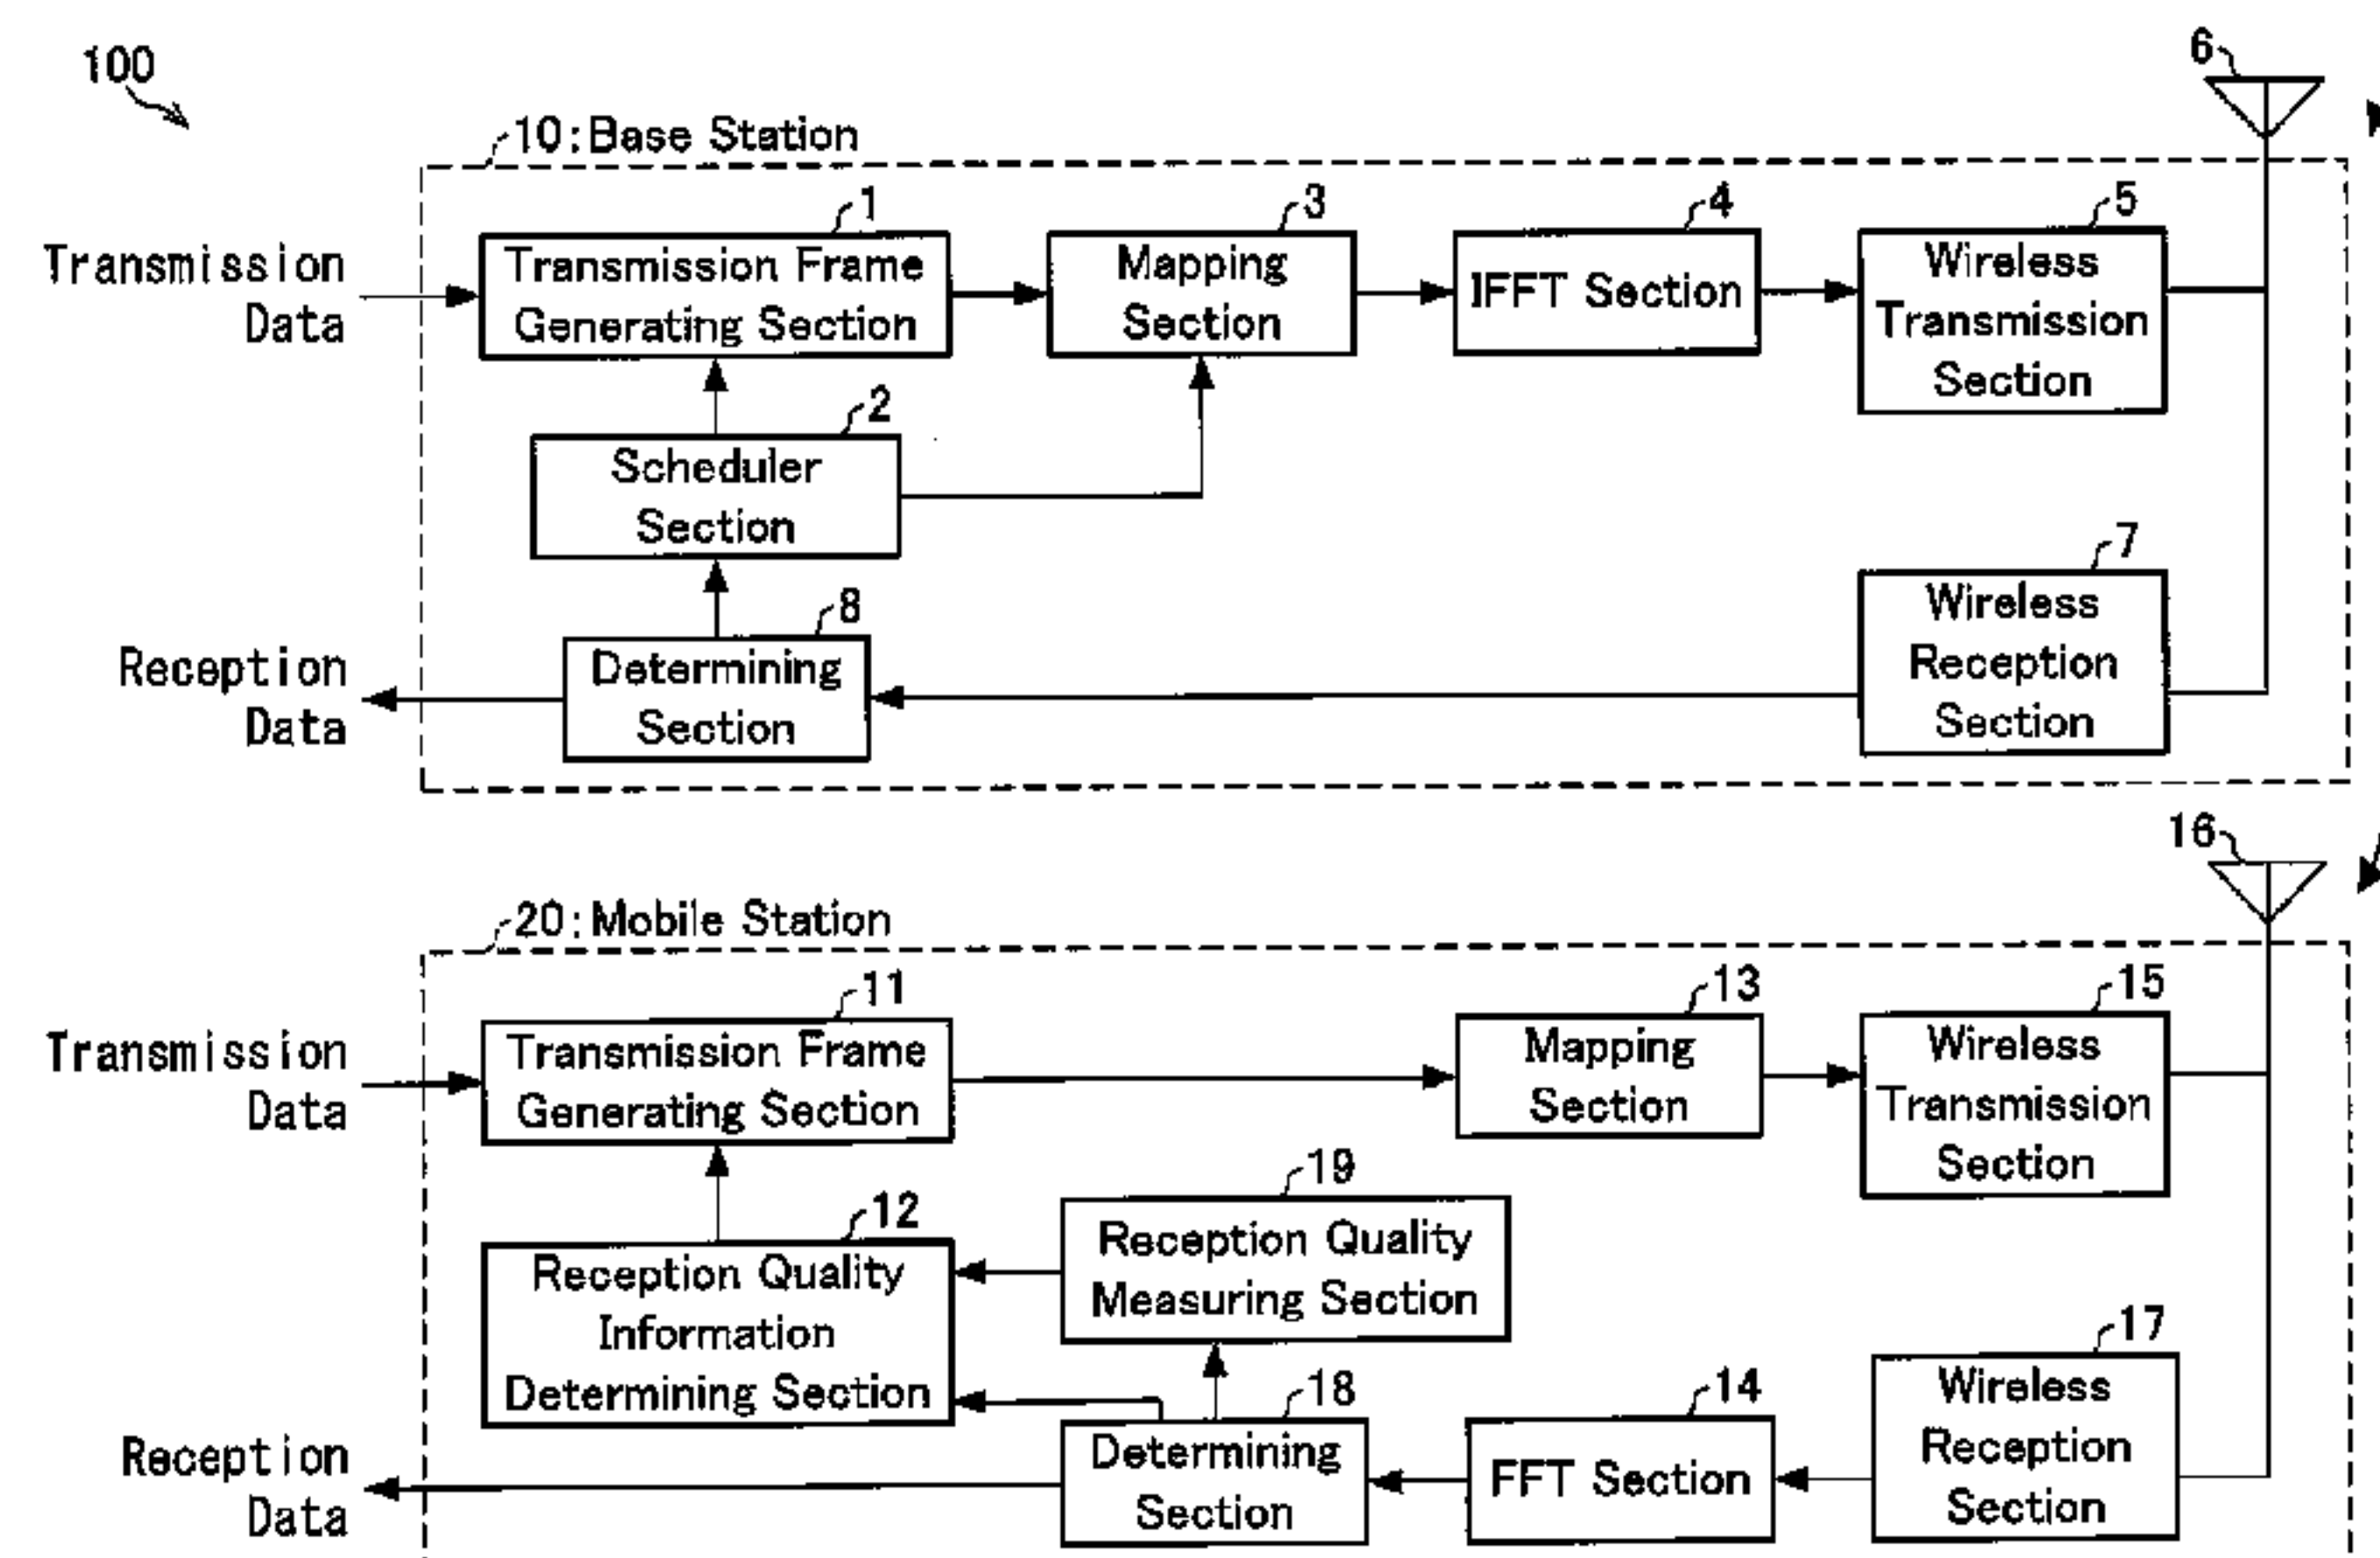 100
6
10:Base Station
1
3
4
5
Transmission
Data
Transmission Frame
Generating Section
Mapping
Section
IFFT Section
Wireless
Transmission
Section
2
Scheduler
Section
7
Wireless
Reception
Section
8
Reception
Data
Determining
Section
16
20:Mobile Station
11
13
15
Transmission
Data
Transmission Frame
Generating Section
Mapping
Section
Wireless
Transmission
Section
12
19
Reception Quality
Information
Determining Section
Reception Quality
Measuring Section
17
18
14
Reception
Data
Determining
Section
FFT Section
Wireless
Reception
Section